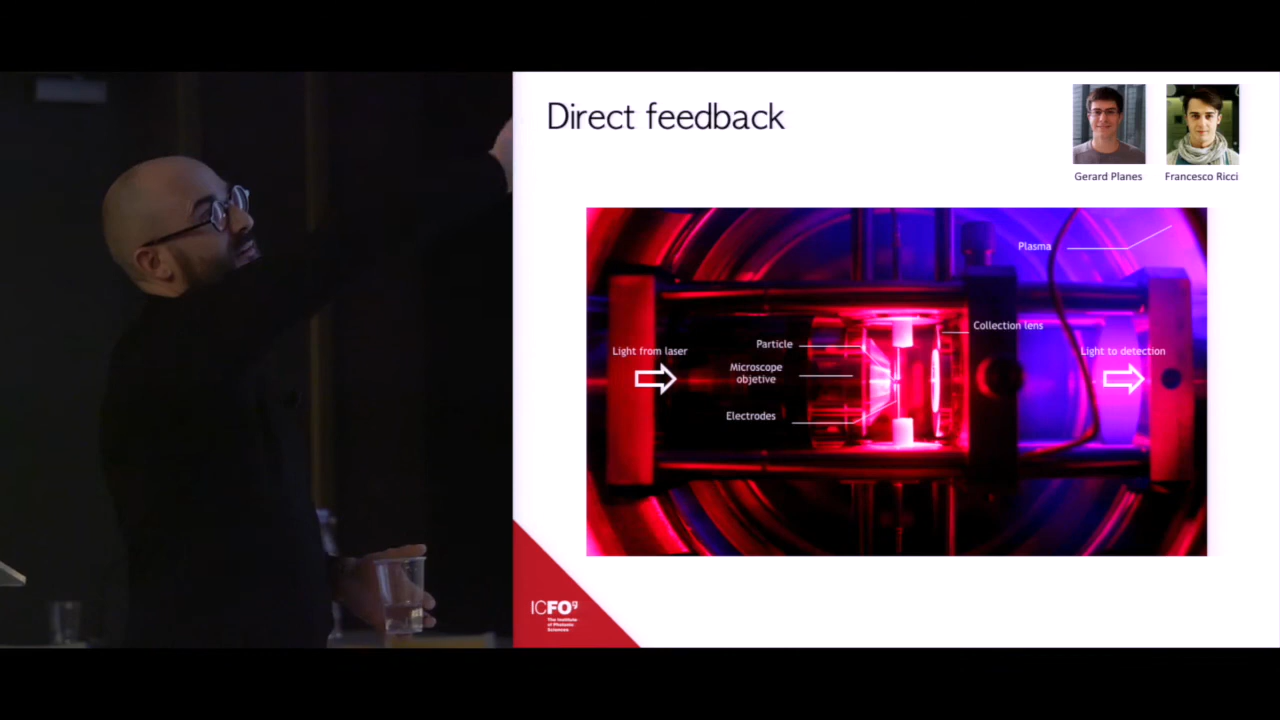 Direct feedback
Gerard Planes
Francesco Ricci
Plasma
Collection lens
Light from laser
Particle
Light to detection
Microscope
objetive
Electrodes
ICFO9
The Institute
of Photonic
Sciences